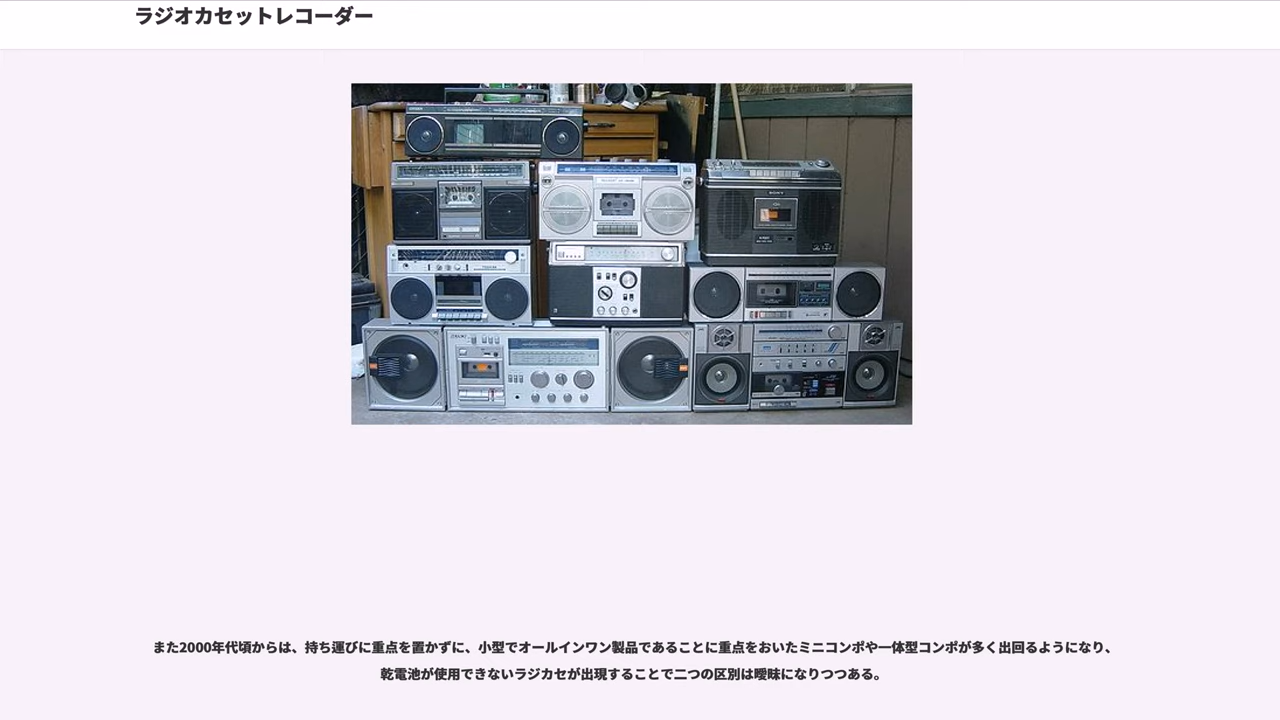 ラジオカセットレコーダー
SONY
また2000年代頃からは、持ち運びに重点を置かずに、小型でオールインワン製品であることに重点をおいたミニコンポや一体型コンポが多く出回るようになり、
乾電池が使用できないラジカセが出現することで二つの区別は曖昧になりつつある。